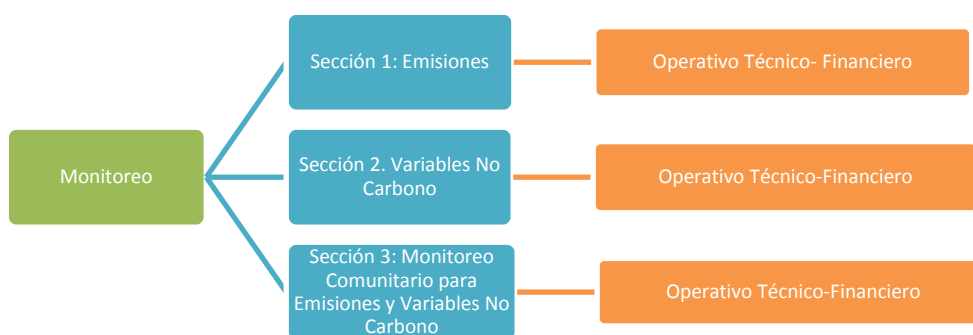 Sección 1: Emisiones
Operativo Técnico- Financiero
Monitoreo
Sección 2. Variables No
Carbono
Operativo Técnico-Financiero
Sección 3: Monitoreo
Comunitario para
Emisiones y Variables No
Carbono
Operativo Técnico-Financiero